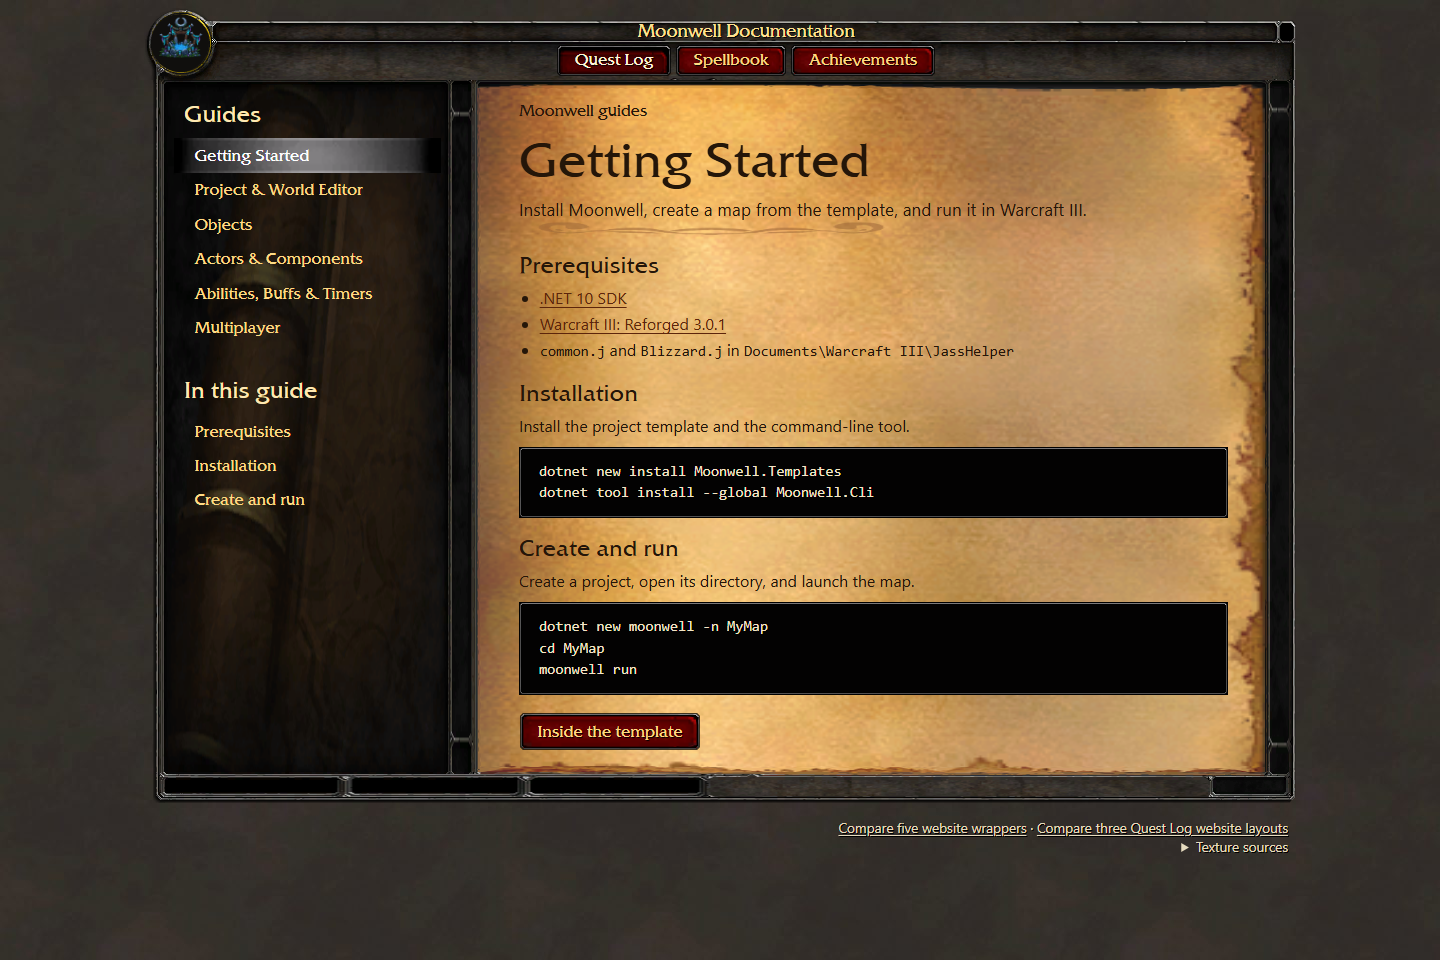 Moonwell Documentation
Quest Log
Spellbook
Achievements
Guides
Getting Started
Project & World Editor
Objects
Actors & Components
Abilities, Buffs & Timers
Multiplayer
In this guide
Prerequisites
Installation
Create and run
Moonwell guides
Getting Started
Install Moonwell, create a map from the template, and run it in Warcraft III.
Prerequisites
.NET 10 SDK
Warcraft III: Reforged 3.0.1
common.j and Blizzard.j in Documents\Warcraft III\JassHelper
Installation
Install the project template and the command-line tool.
dotnet new install Moonwell.Templates
dotnet tool install --global Moonwell.Cli
Create and run
Create a project, open its directory, and launch the map.
dotnet new moonwell -n MyMap
cd MyMap
moonwell run
Inside the template
Compare five website wrappers · Compare three Quest Log website layouts
Texture sources